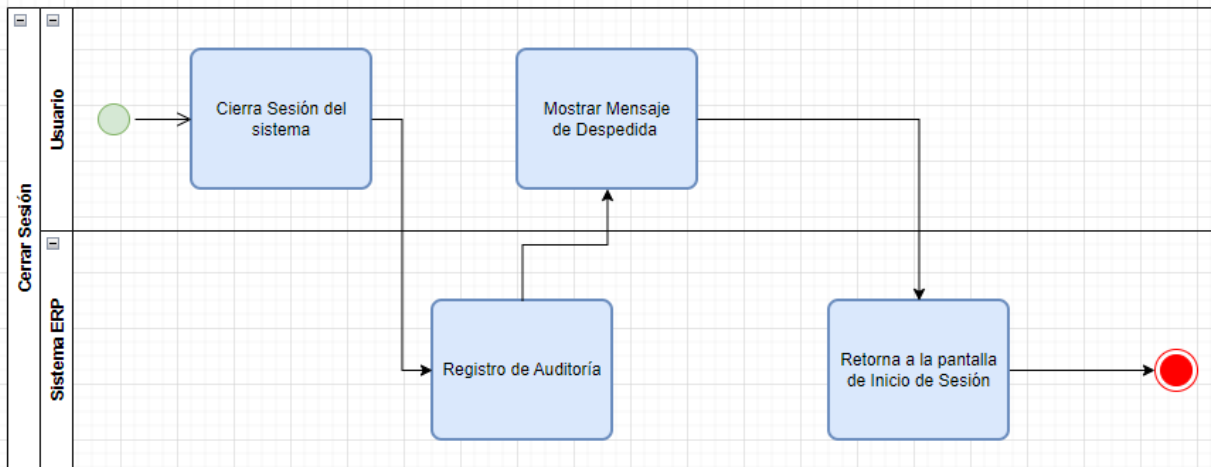 Cerrar Sesión
Usuario
Cierra Sesión del
sistema
Mostrar Mensaje
de Despedida
Sistema ERP
Registro de Auditoría
Retorna a la pantalla
de Inicio de Sesión